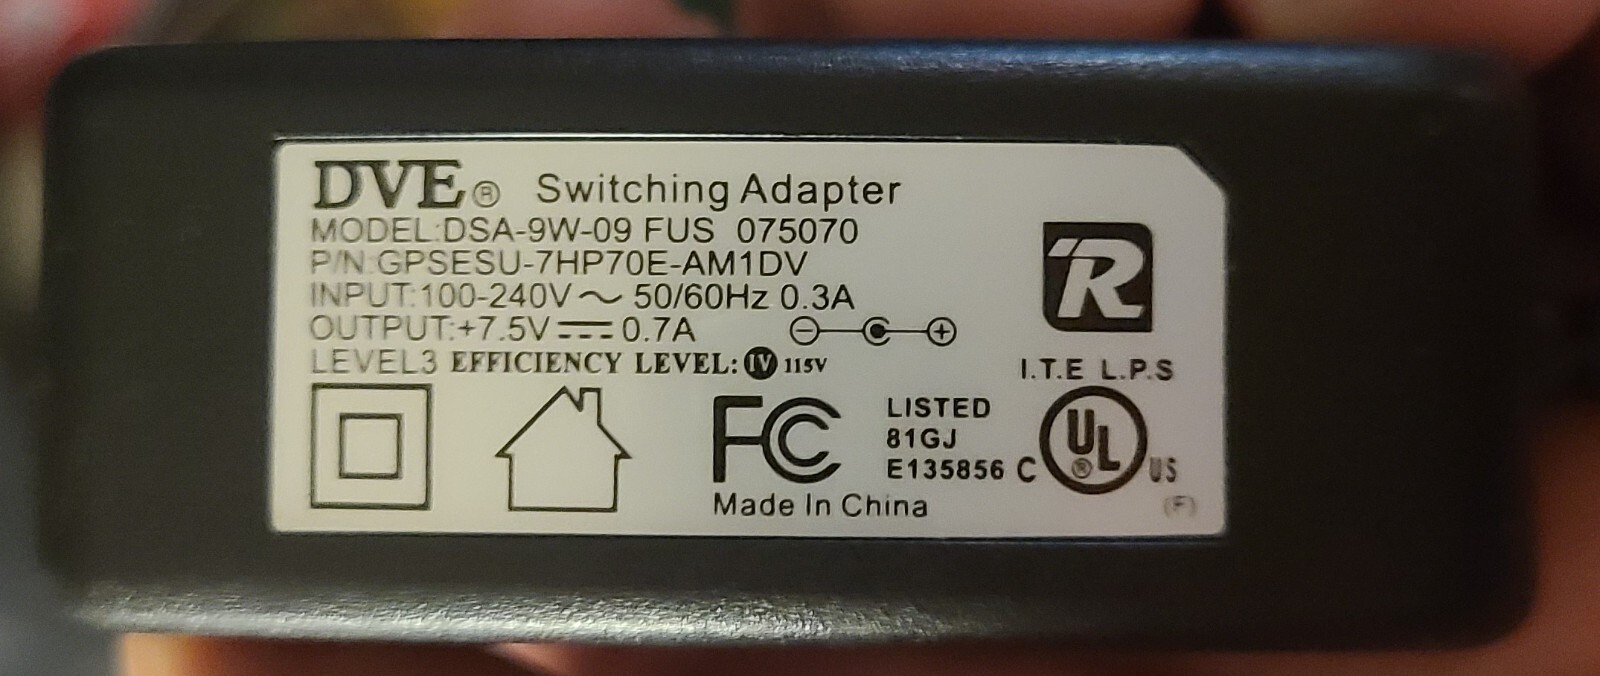 DVE® Switching Adapter
MODEL:DSA-9W-09 FUS 075070
P/N:GPSESU-7HP70E-AM1DV
INPUT:100-240V～ 50/60Hz 0.3A
OUTPUT:+7.5V⎓ 0.7A
LEVEL3 EFFICIENCY LEVEL:IV 115V
R
I.T.E L.P.S
FC
LISTED
81GJ
E135856
C UL® US
Made In China
(F)